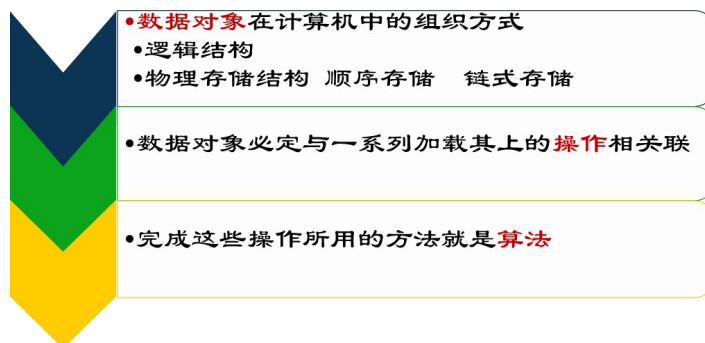 •数据对象在计算机中的组织方式
•逻辑结构
•物理存储结构 顺序存储 链式存储
•数据对象必定与一系列加载其上的操作相关联
•完成这些操作所用的方法就是算法